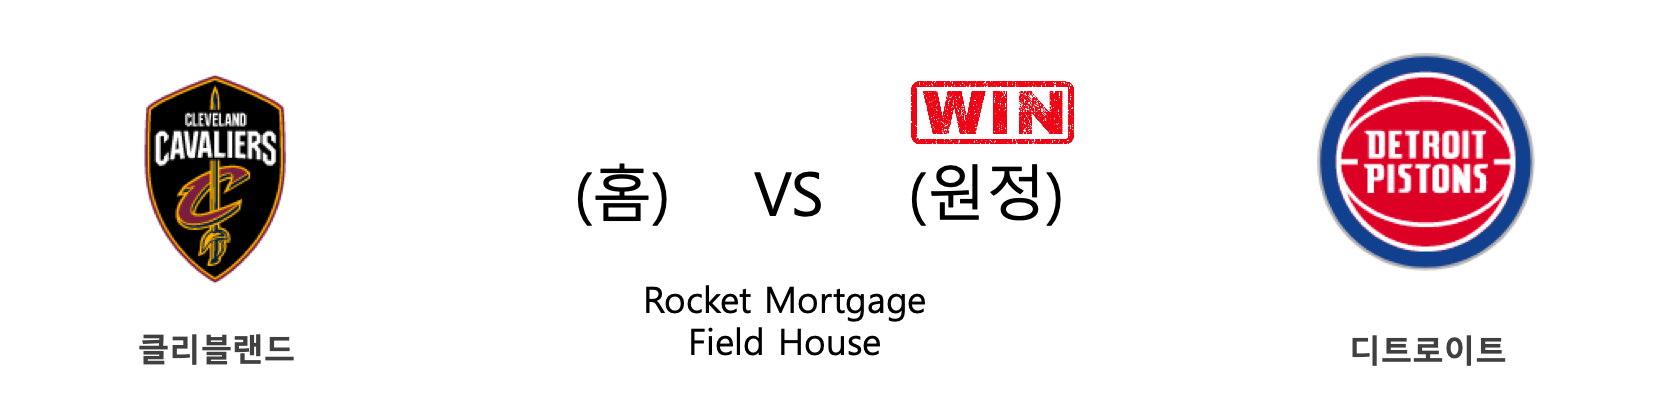 CLEVELAND
CAVALIERS
클리블랜드
(홈) VS (원정)
WIN
Rocket Mortgage
Field House
DETROIT
PISTONS
디트로이트